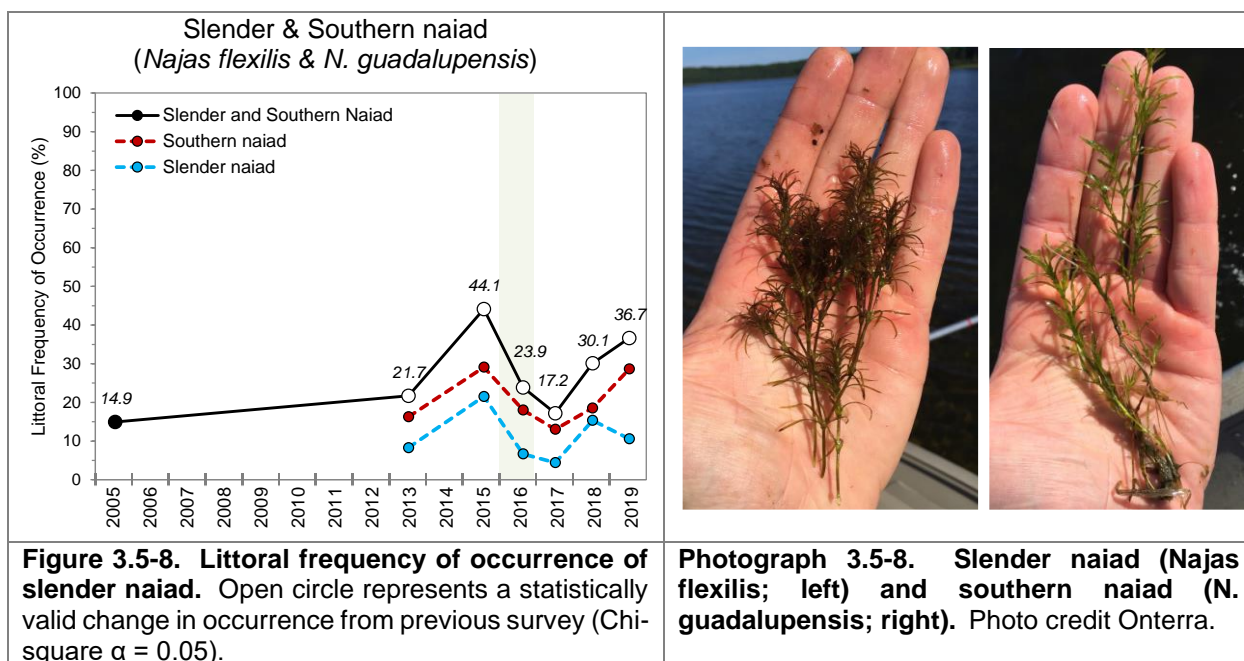 Slender & Southern naiad
(Najas flexilis & N. guadalupensis)
100
90
80
70
60
50
40
30
20
10
0
Littoral Frequency of Occurrence (%)
Slender and Southern Naiad
Southern naiad
Slender naiad
14.9
21.7
44.1
23.9
17.2
30.1
36.7
2005
2006
2007
2008
2009
2010
2011
2012
2013
2014
2015
2016
2017
2018
2019
Figure 3.5-8. Littoral frequency of occurrence of
slender naiad. Open circle represents a statistically
valid change in occurrence from previous survey (Chi-
square α = 0.05).
Photograph 3.5-8. Slender naiad (Najas
flexilis; left) and southern naiad (N.
guadalupensis; right). Photo credit Onterra.